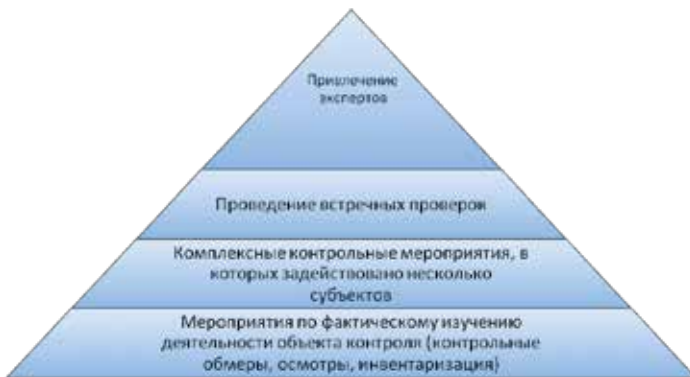 Привлечение
экспертов
Проведение встречных проверок
Комплексные контрольные мероприятия, в
которых задействовано несколько
субъектов
Мероприятия по фактическому изучению
деятельности объекта контроля (контрольные
обмеры, осмотры, инвентаризация)